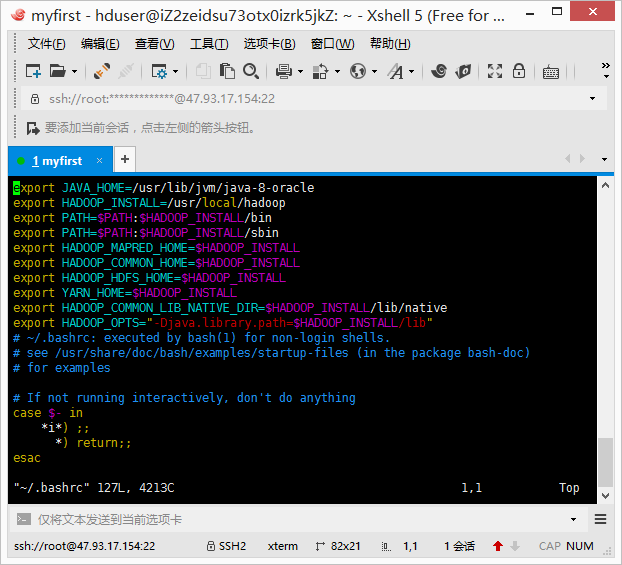 myfirst - hduser@iZ2zeidsu73otx0izrk5jkZ: ~ - Xshell 5 (Free for ...
文件(F) 编辑(E) 查看(V) 工具(T) 选项卡(B) 窗口(W) 帮助(H)
ssh://root:*************@47.93.17.154:22
要添加当前会话，点击左侧的箭头按钮。
1 myfirst
export JAVA_HOME=/usr/lib/jvm/java-8-oracle
export HADOOP_INSTALL=/usr/local/hadoop
export PATH=$PATH:$HADOOP_INSTALL/bin
export PATH=$PATH:$HADOOP_INSTALL/sbin
export HADOOP_MAPRED_HOME=$HADOOP_INSTALL
export HADOOP_COMMON_HOME=$HADOOP_INSTALL
export HADOOP_HDFS_HOME=$HADOOP_INSTALL
export YARN_HOME=$HADOOP_INSTALL
export HADOOP_COMMON_LIB_NATIVE_DIR=$HADOOP_INSTALL/lib/native
export HADOOP_OPTS="-Djava.library.path=$HADOOP_INSTALL/lib"
# ~/.bashrc: executed by bash(1) for non-login shells.
# see /usr/share/doc/bash/examples/startup-files (in the package bash-doc)
# for examples
# If not running interactively, don't do anything
case $- in
    *i*) ;;
      *) return;;
esac
"~/.bashrc" 127L, 4213C 1,1 Top
仅将文本发送到当前选项卡
ssh://root@47.93.17.154:22 SSH2 xterm 82x21 1,1 1 会话 CAP NUM